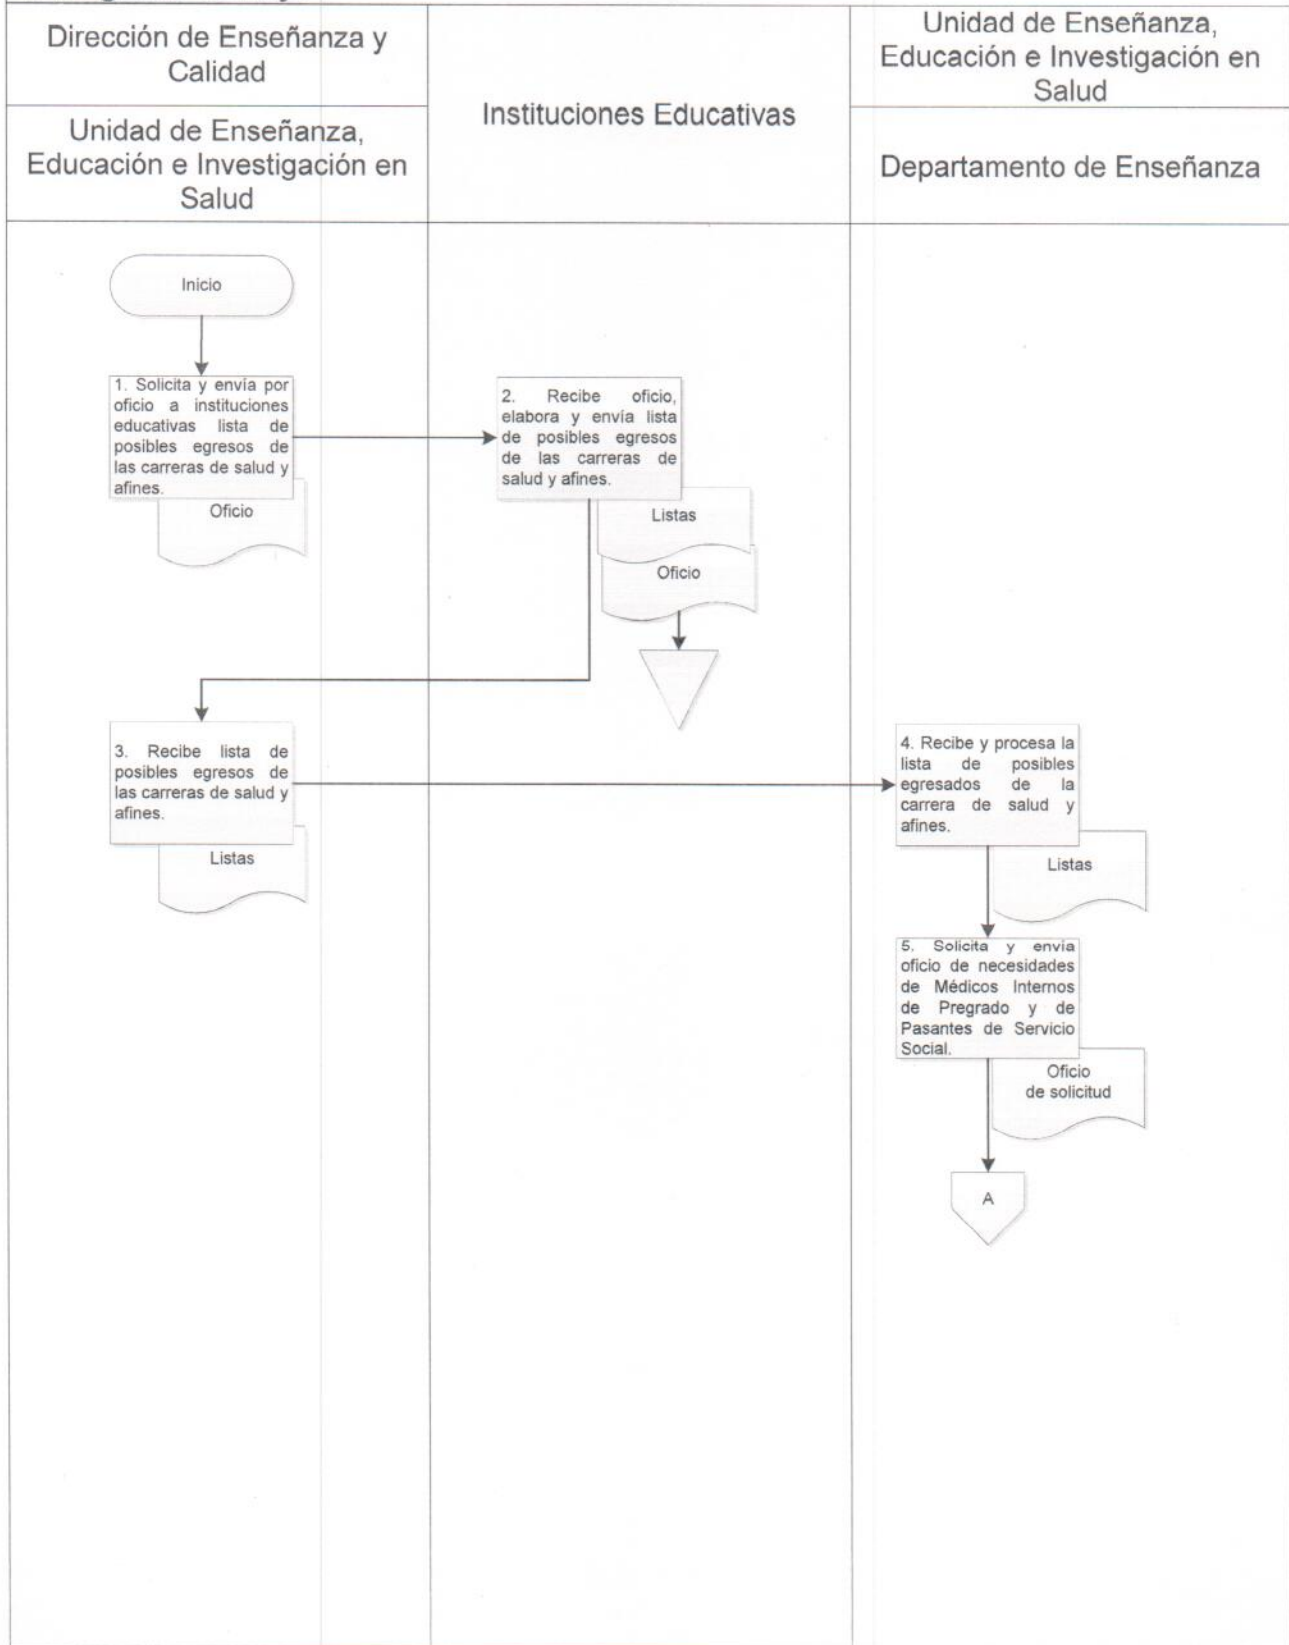 Dirección de Enseñanza y
Calidad
Unidad de Enseñanza,
Educación e Investigación en
Salud
Instituciones Educativas
Unidad de Enseñanza,
Educación e Investigación en
Salud
Departamento de Enseñanza
Inicio
1. Solicita y envía por
oficio a instituciones
educativas lista de
posibles egresos de
las carreras de salud y
afines.
Oficio
2. Recibe oficio,
elabora y envía lista
de posibles egresos
de las carreras de
salud y afines.
Listas
Oficio
3. Recibe lista de
posibles egresos de
las carreras de salud y
afines.
Listas
4. Recibe y procesa la
lista de posibles
egresados de la
carrera de salud y
afines.
Listas
5. Solicita y envía
oficio de necesidades
de Médicos Internos
de Pregrado y de
Pasantes de Servicio
Social.
Oficio
de solicitud
A